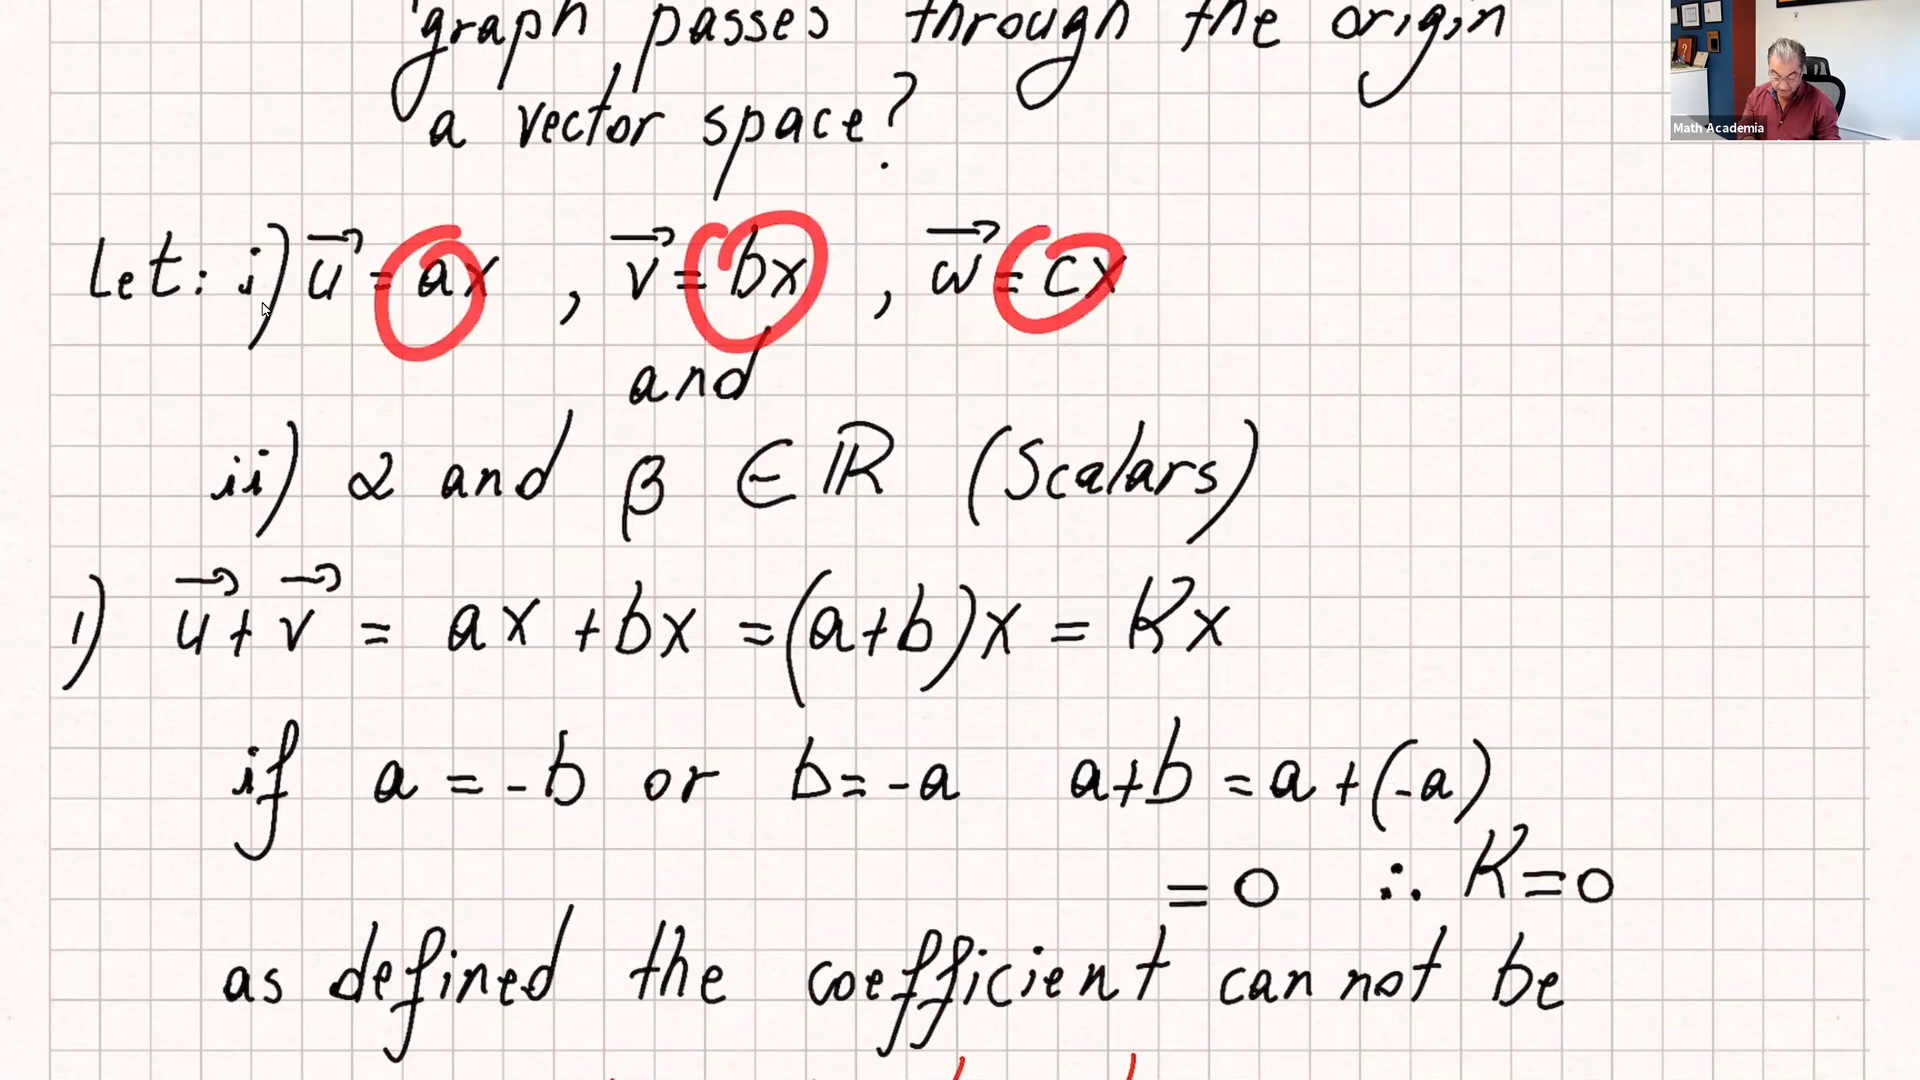 graph passes through the origin
a vector space?
Math Academia
Let: i) u⃗ = ax , v⃗ = bx , w⃗ = cx
and
ii) α and β ∈ ℝ (Scalars)
1) u⃗ + v⃗ = ax + bx = (a+b)x = Kx
if a = -b or b = -a a+b = a + (-a)
= 0 ∴ K = 0
as defined the coefficient can not be